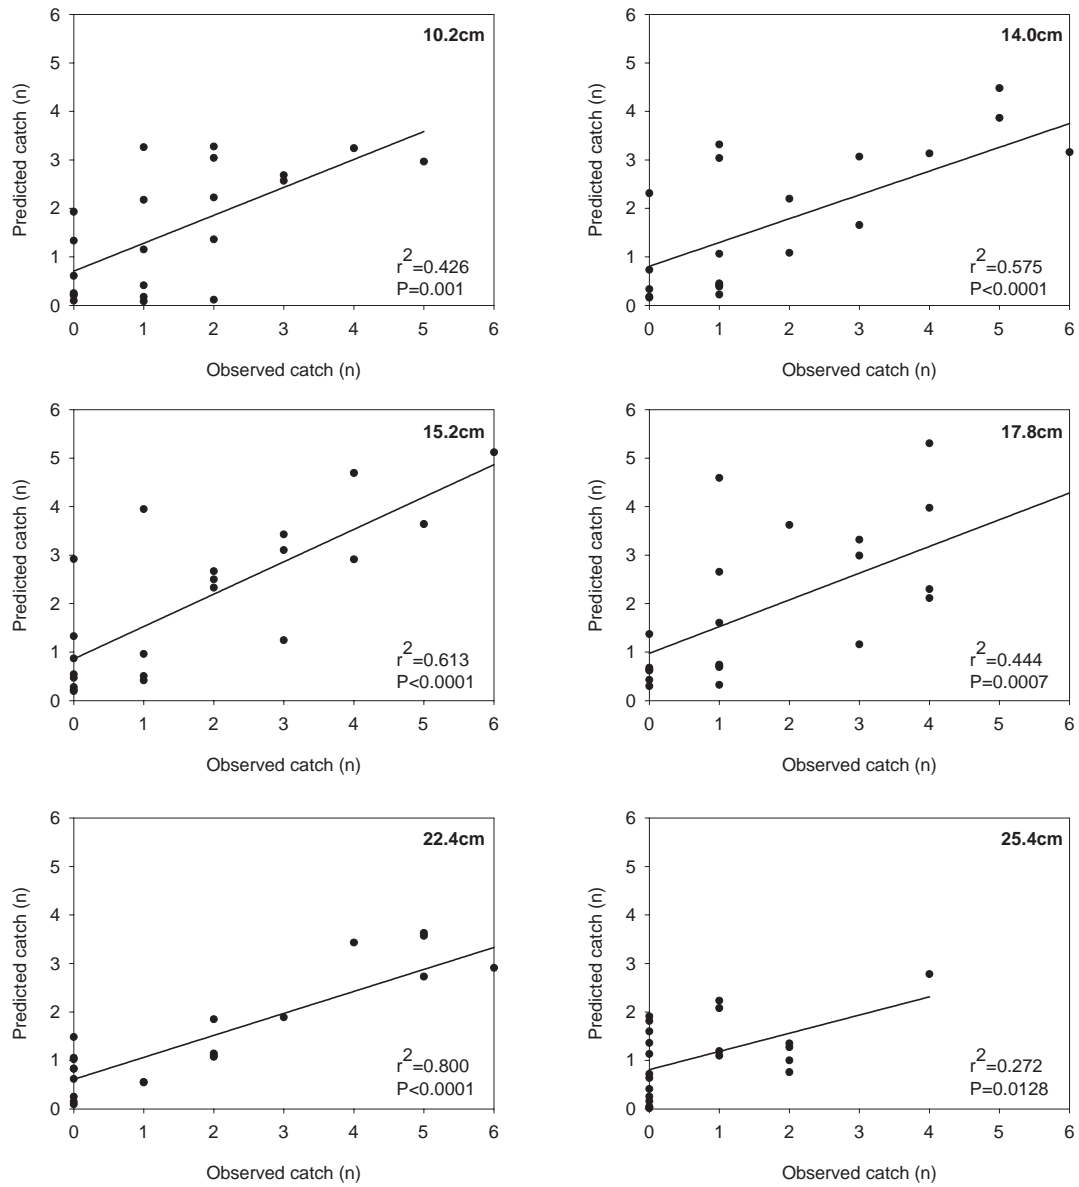 6
10.2cm
5
4
3
2
1
0
Predicted catch (n)
r2=0.426
P=0.001
0 1 2 3 4 5 6
Observed catch (n)
6
14.0cm
5
4
3
2
1
0
Predicted catch (n)
r2=0.575
P<0.0001
0 1 2 3 4 5 6
Observed catch (n)
6
15.2cm
5
4
3
2
1
0
Predicted catch (n)
r2=0.613
P<0.0001
0 1 2 3 4 5 6
Observed catch (n)
6
17.8cm
5
4
3
2
1
0
Predicted catch (n)
r2=0.444
P=0.0007
0 1 2 3 4 5 6
Observed catch (n)
6
22.4cm
5
4
3
2
1
0
Predicted catch (n)
r2=0.800
P<0.0001
0 1 2 3 4 5 6
Observed catch (n)
6
25.4cm
5
4
3
2
1
0
Predicted catch (n)
r2=0.272
P=0.0128
0 1 2 3 4 5 6
Observed catch (n)